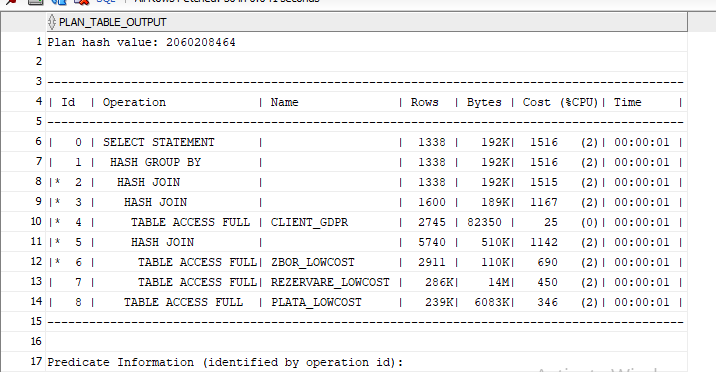 PLAN_TABLE_OUTPUT
1 Plan hash value: 2060208464
2
3 --------------------------------------------------------------------------------------------------
4 | Id | Operation | Name | Rows | Bytes | Cost (%CPU)| Time |
5 --------------------------------------------------------------------------------------------------
6 | 0 | SELECT STATEMENT | | 1338 | 192K| 1516 (2)| 00:00:01 |
7 | 1 | HASH GROUP BY | | 1338 | 192K| 1516 (2)| 00:00:01 |
8 |* 2 | HASH JOIN | | 1338 | 192K| 1515 (2)| 00:00:01 |
9 |* 3 | HASH JOIN | | 1600 | 189K| 1167 (2)| 00:00:01 |
10 |* 4 | TABLE ACCESS FULL | CLIENT_GDPR | 2745 | 82350 | 25 (0)| 00:00:01 |
11 |* 5 | HASH JOIN | | 5740 | 510K| 1142 (2)| 00:00:01 |
12 |* 6 | TABLE ACCESS FULL| ZBOR_LOWCOST | 2911 | 110K| 690 (2)| 00:00:01 |
13 | 7 | TABLE ACCESS FULL| REZERVARE_LOWCOST | 286K| 14M| 450 (2)| 00:00:01 |
14 | 8 | TABLE ACCESS FULL | PLATA_LOWCOST | 239K| 6083K| 346 (2)| 00:00:01 |
15 --------------------------------------------------------------------------------------------------
16
17 Predicate Information (identified by operation id):